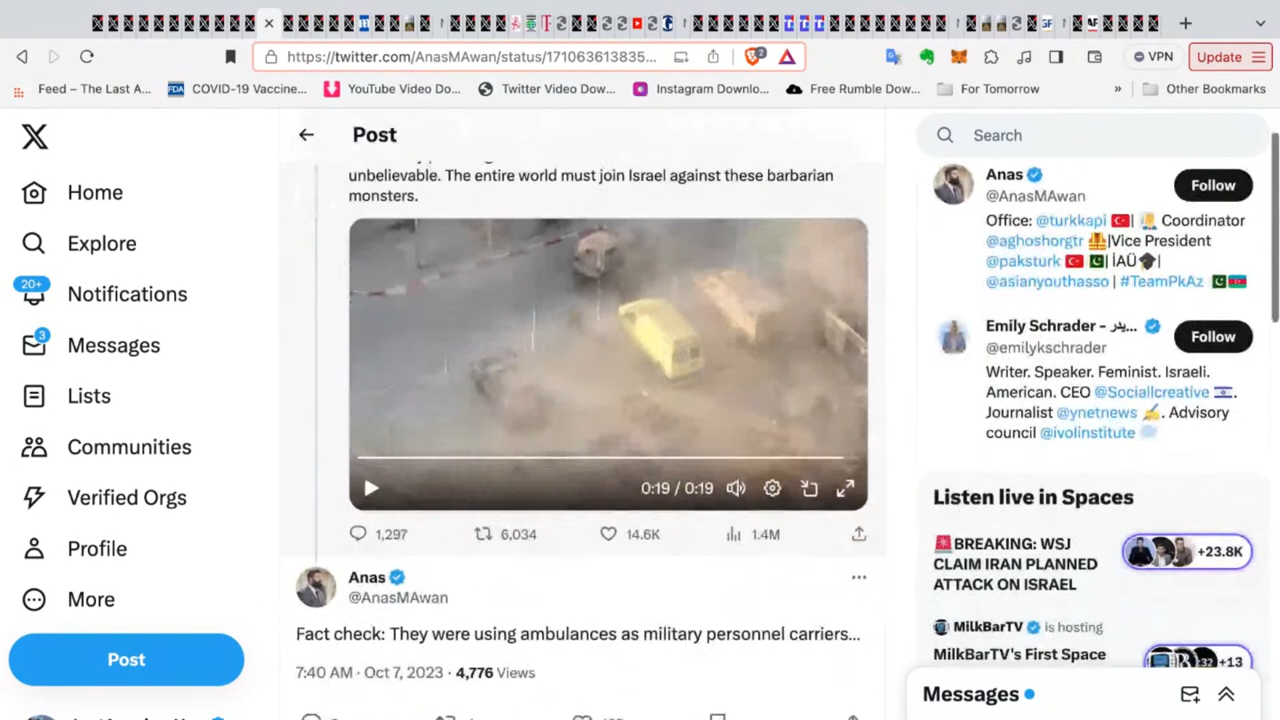 https://twitter.com/AnasMAwan/status/171063613835...
2
VPN
Update
Feed – The Last A...
COVID-19 Vaccine...
YouTube Video Do...
Twitter Video Dow...
Instagram Downlo...
Free Rumble Dow...
For Tomorrow
»
Other Bookmarks
Home
Explore
20+
Notifications
3
Messages
Lists
Communities
Verified Orgs
Profile
More
Post
Post
unbelievable. The entire world must join Israel against these barbarian
monsters.
0:19 / 0:19
1,297
6,034
14.6K
1.4M
Anas
@AnasMAwan
Fact check: They were using ambulances as military personnel carriers...
7:40 AM · Oct 7, 2023 · 4,776 Views
Search
Anas
@AnasMAwan
Follow
Office: @turkkapi 🇹🇷| Coordinator
@aghoshorgtr |Vice President
@paksturk 🇹🇷 🇵🇰| İAÜ🎓|
@asianyouthasso | #TeamPkAz 🇵🇰🇦🇿
Emily Schrader - ...
@emilykschrader
Follow
Writer. Speaker. Feminist. Israeli.
American. CEO @Sociallcreative 🇮🇱.
Journalist @ynetnews ✍️. Advisory
council @ivolinstitute
Listen live in Spaces
🚨BREAKING: WSJ
CLAIM IRAN PLANNED
ATTACK ON ISRAEL
+23.8K
MilkBarTV is hosting
MilkBarTV's First Space
+13
Messages